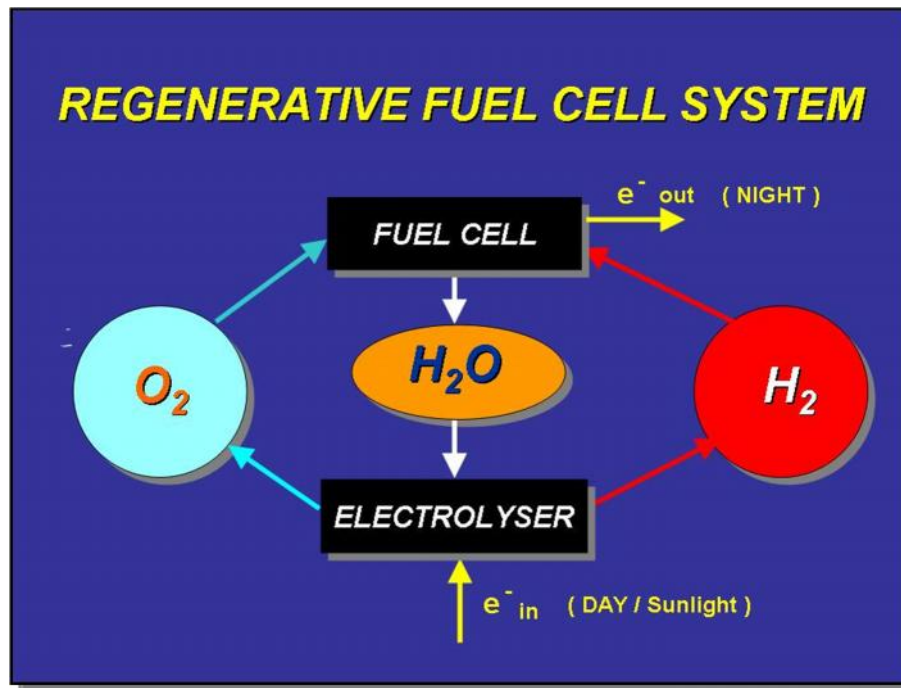 REGENERATIVE FUEL CELL SYSTEM
e⁻ out ( NIGHT )
FUEL CELL
O₂
H₂O
H₂
ELECTROLYSER
e⁻ in ( DAY / Sunlight )